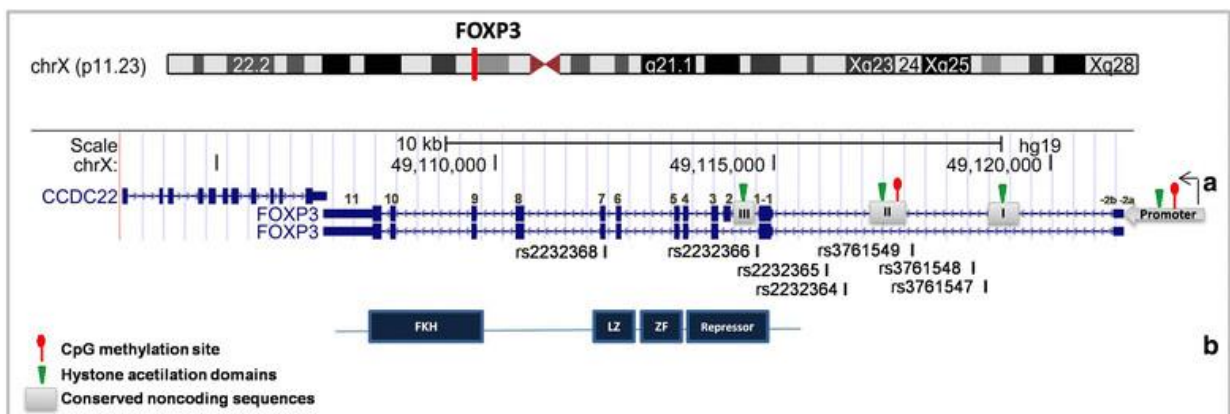 FOXP3
chrX (p11.23) 22.2 q21.1 Xq23 24 Xq25 Xq28
Scale 10 kb hg19
chrX: 49,110,000 49,115,000 49,120,000
a
CCDC22 11 10 9 8 7 6 5 4 3 2 1-1 -2b -2a
FOXP3 III II I Promoter
FOXP3
rs2232368 rs2232366 rs3761549
rs2232365 rs3761548
rs2232364 rs3761547
FKH LZ ZF Repressor
b
CpG methylation site
Hystone acetilation domains
Conserved noncoding sequences